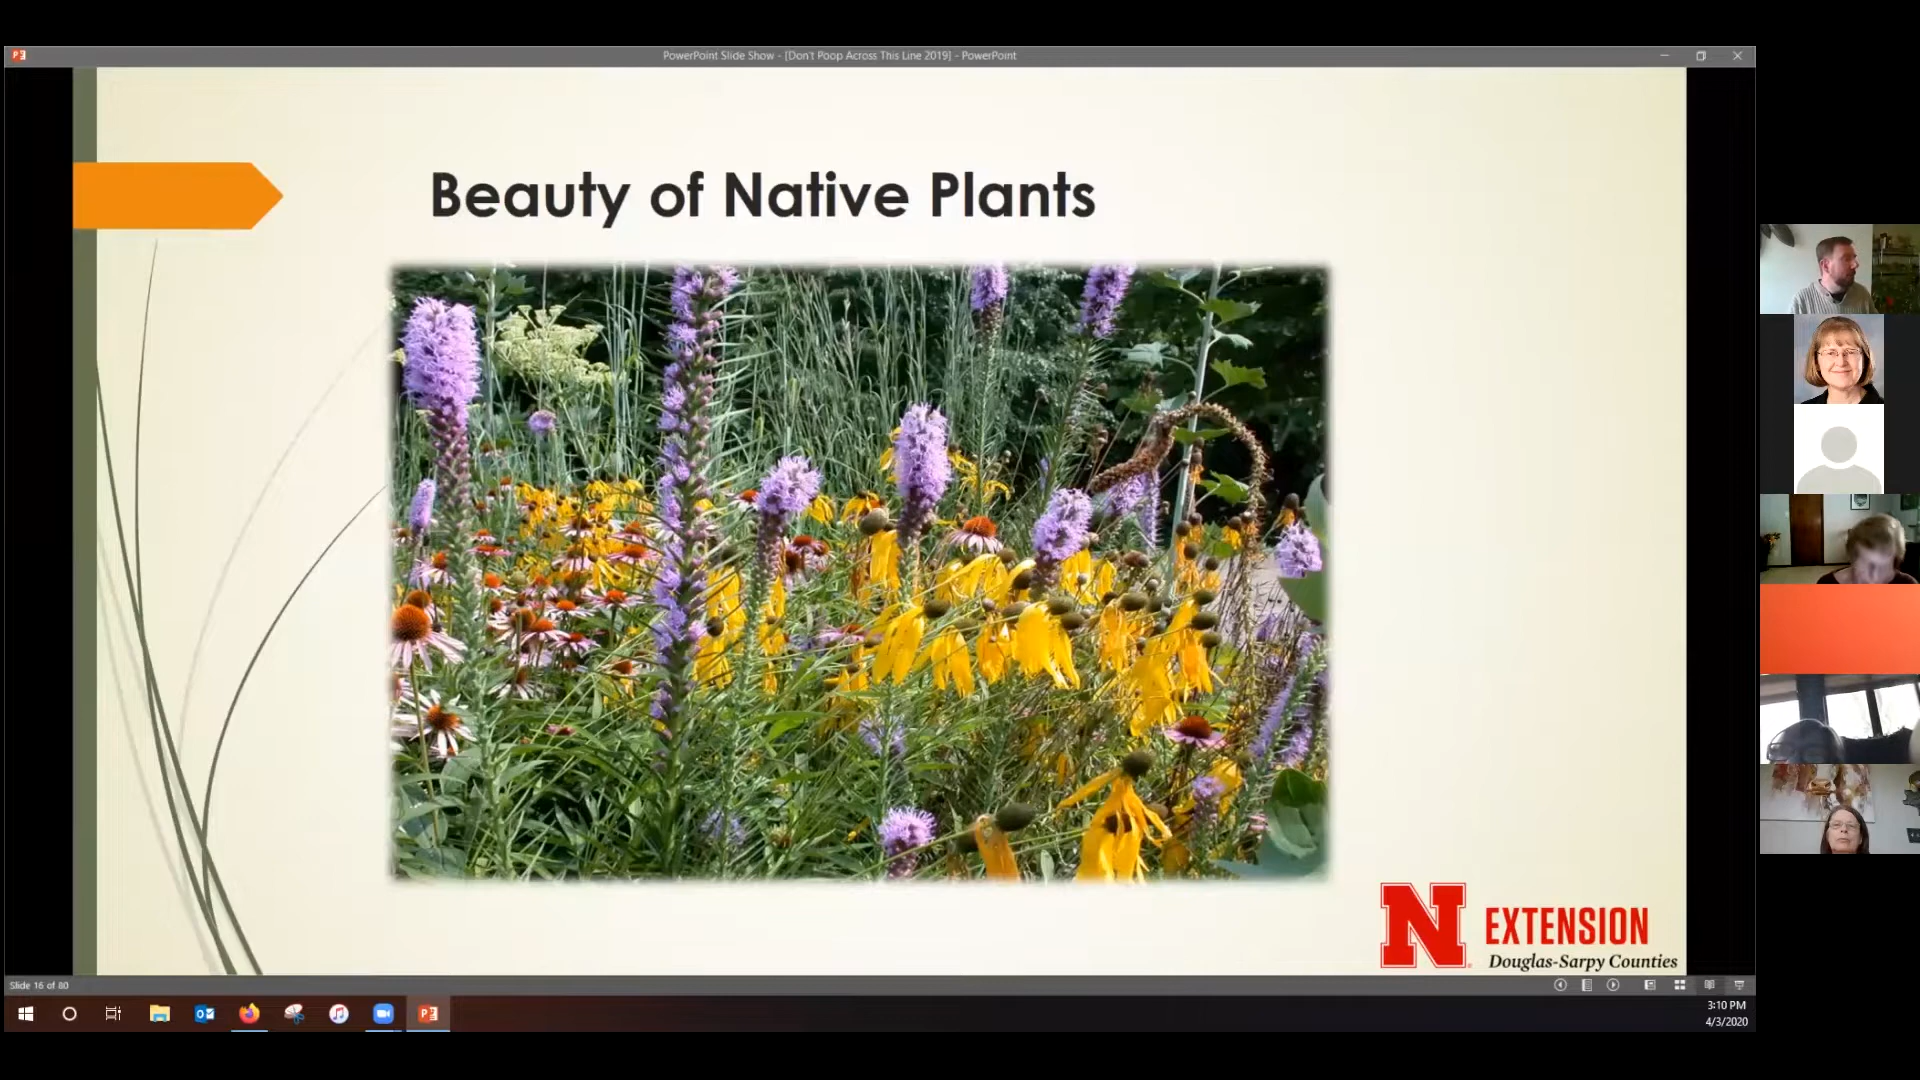 PowerPoint Slide Show - [Don't Poop Across This Line 2019] - PowerPoint
Beauty of Native Plants
N EXTENSION
Douglas-Sarpy Counties
Slide 16 of 80
3:10 PM
4/3/2020